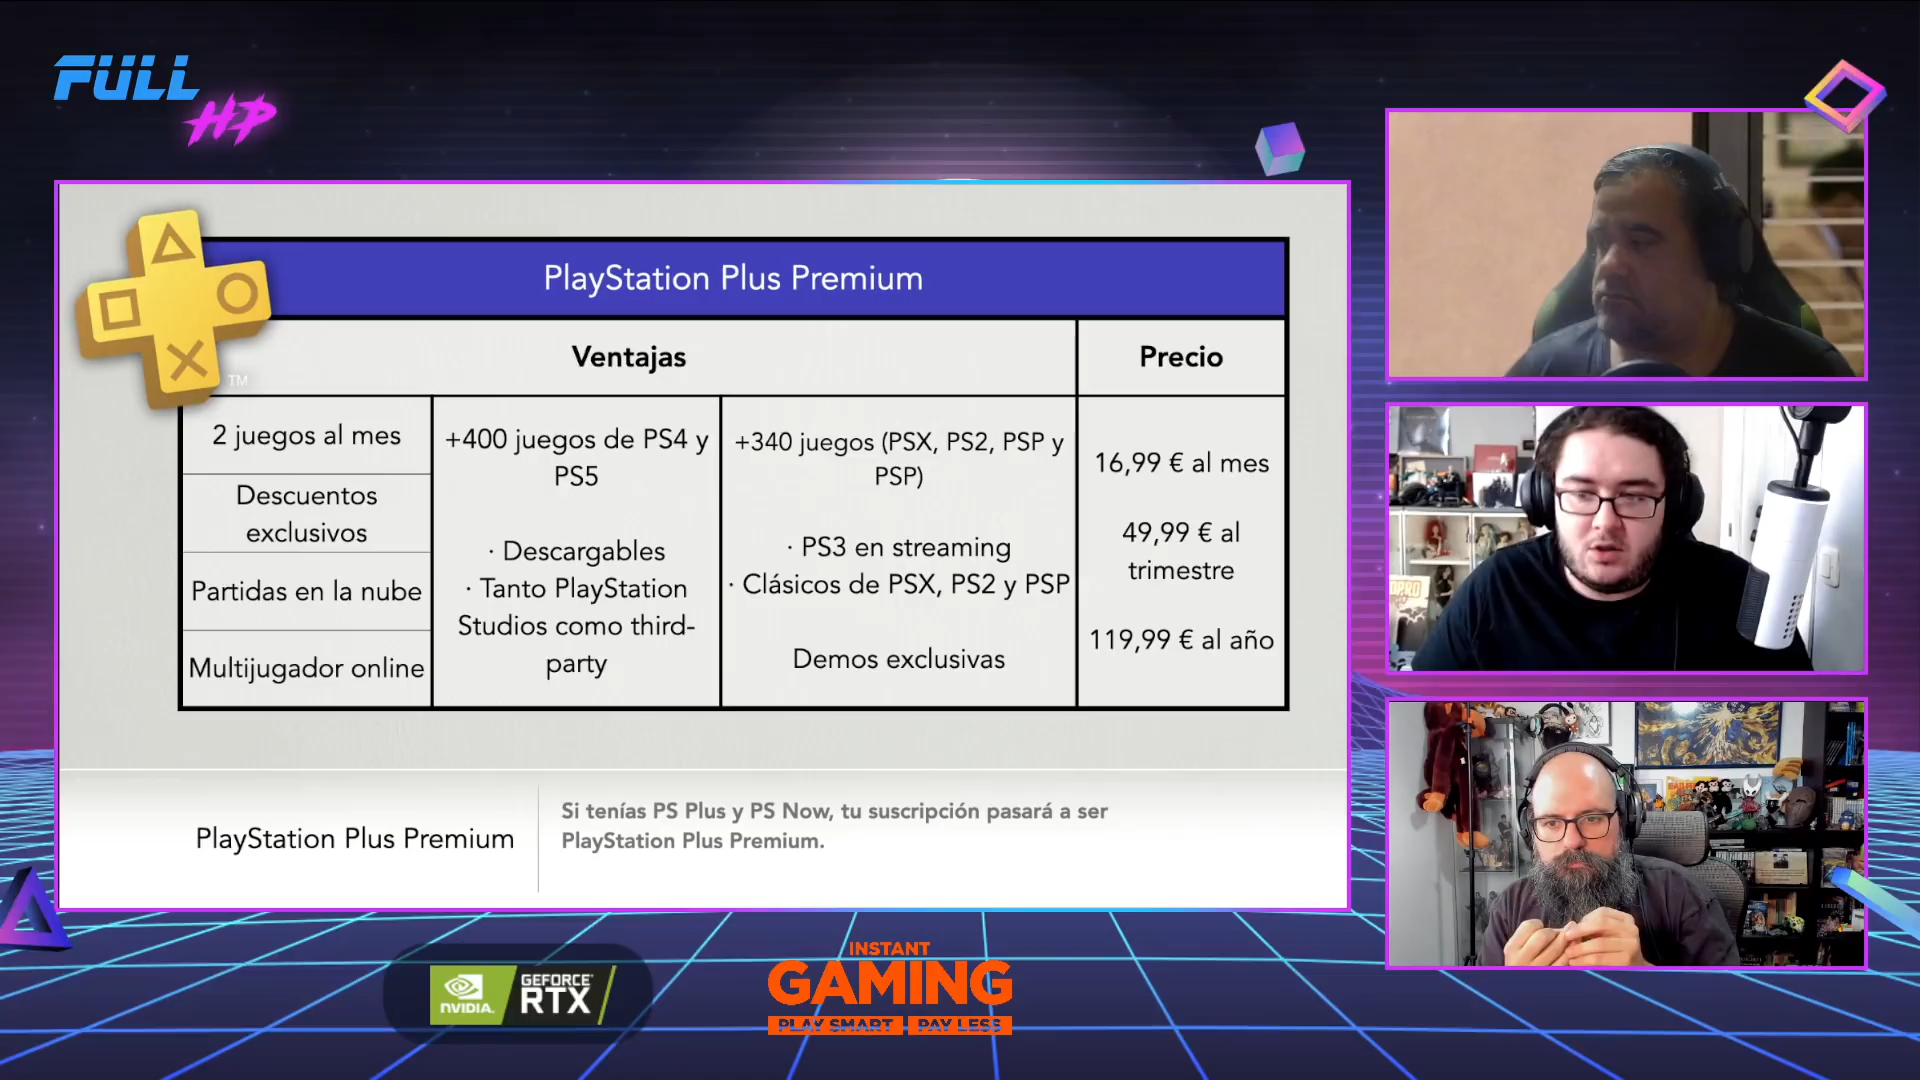 FULL
HP
PlayStation Plus Premium
Ventajas
Precio
TM
2 juegos al mes
Descuentos
exclusivos
Partidas en la nube
Multijugador online
+400 juegos de PS4 y
PS5
· Descargables
· Tanto PlayStation
Studios como third-
party
+340 juegos (PSX, PS2, PSP y
PSP)
· PS3 en streaming
· Clásicos de PSX, PS2 y PSP
Demos exclusivas
16,99 € al mes
49,99 € al
trimestre
119,99 € al año
PlayStation Plus Premium
Si tenías PS Plus y PS Now, tu suscripción pasará a ser
PlayStation Plus Premium.
NVIDIA.
GEFORCE
RTX
INSTANT
GAMING
PLAY SMART PAY LESS